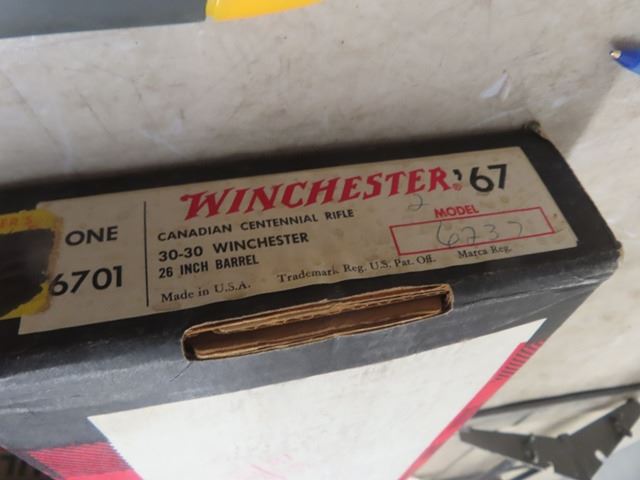 ONE
6701
WINCHESTER® '67
CANADIAN CENTENNIAL RIFLE
30-30 WINCHESTER
26 INCH BARREL
2
MODEL
6237
Made in U.S.A. Trademark Reg. U.S. Pat. Off. Marca Reg.